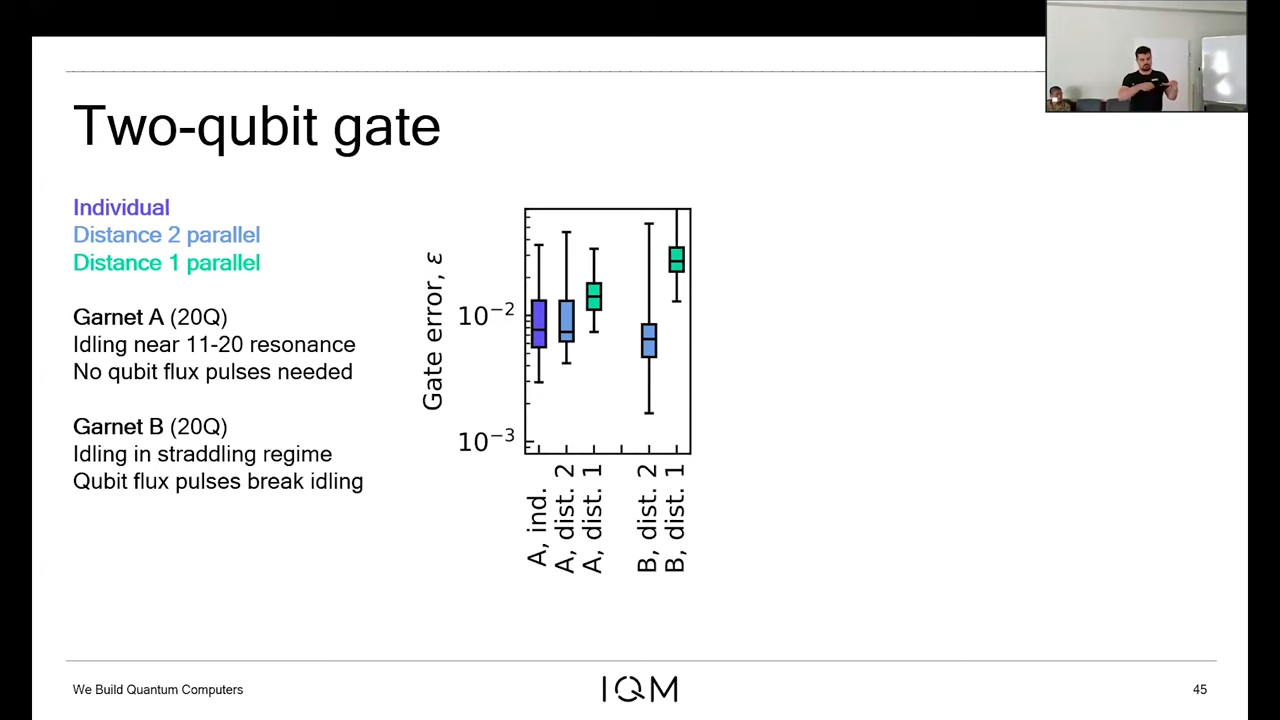 Two-qubit gate
Individual
Distance 2 parallel
Distance 1 parallel
Garnet A (20Q)
Idling near 11-20 resonance
No qubit flux pulses needed
Garnet B (20Q)
Idling in straddling regime
Qubit flux pulses break idling
Gate error, ε
10⁻²
10⁻³
A, ind.
A, dist. 2
A, dist. 1
B, dist. 2
B, dist. 1
We Build Quantum Computers
IQM
45